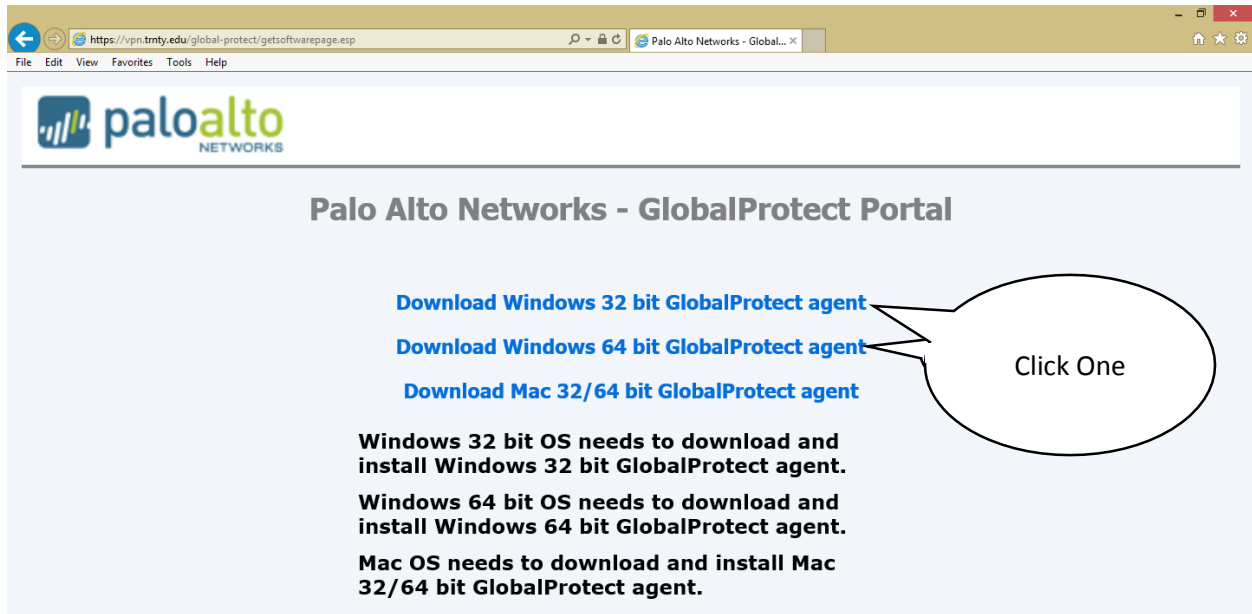 https://vpn.trnty.edu/global-protect/getsoftwarepage.esp
Palo Alto Networks - Global...
File Edit View Favorites Tools Help
paloalto
NETWORKS
Palo Alto Networks - GlobalProtect Portal
Download Windows 32 bit GlobalProtect agent
Download Windows 64 bit GlobalProtect agent
Click One
Download Mac 32/64 bit GlobalProtect agent
Windows 32 bit OS needs to download and
install Windows 32 bit GlobalProtect agent.
Windows 64 bit OS needs to download and
install Windows 64 bit GlobalProtect agent.
Mac OS needs to download and install Mac
32/64 bit GlobalProtect agent.